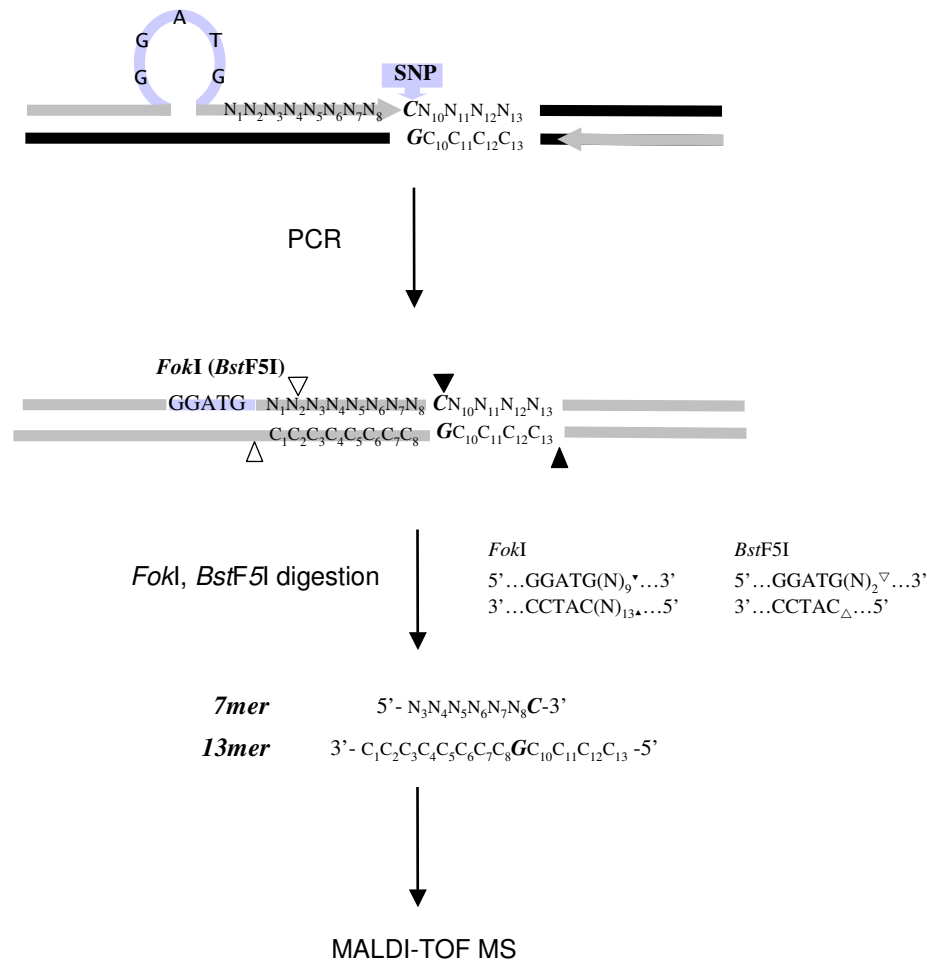 A
G T
G G
SNP
N₁N₂N₃N₄N₅N₆N₇N₈ CN₁₀N₁₁N₁₂N₁₃
GC₁₀C₁₁C₁₂C₁₃
PCR
FokI (BstF5I)
▽ ▼
GGATG N₁N₂N₃N₄N₅N₆N₇N₈ CN₁₀N₁₁N₁₂N₁₃
C₁C₂C₃C₄C₅C₆C₇C₈ GC₁₀C₁₁C₁₂C₁₃
△ ▲
FokI, BstF5I digestion
FokI BstF5I
5’…GGATG(N)₉▼…3’ 5’…GGATG(N)₂▽…3’
3’…CCTAC(N)₁₃▲…5’ 3’…CCTAC△…5’
7mer 5’- N₃N₄N₅N₆N₇N₈C-3’
13mer 3’- C₁C₂C₃C₄C₅C₆C₇C₈GC₁₀C₁₁C₁₂C₁₃ -5’
MALDI-TOF MS